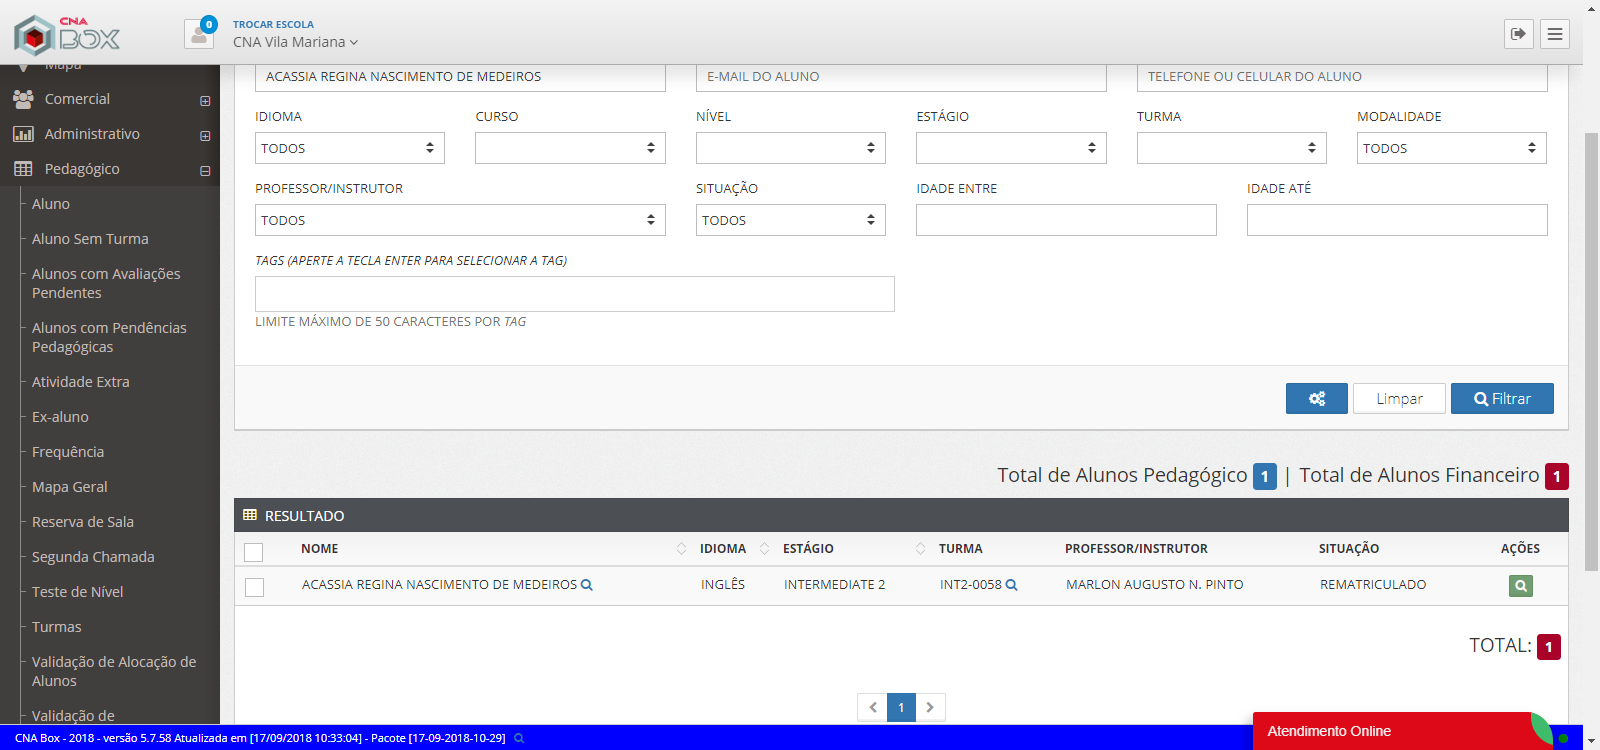 CNA
BOX
0
TROCAR ESCOLA
CNA Vila Mariana
Mapa
Comercial
Administrativo
Pedagógico
Aluno
Aluno Sem Turma
Alunos com Avaliações
Pendentes
Alunos com Pendências
Pedagógicas
Atividade Extra
Ex-aluno
Frequência
Mapa Geral
Reserva de Sala
Segunda Chamada
Teste de Nível
Turmas
Validação de Alocação de
Alunos
Validação de
ACASSIA REGINA NASCIMENTO DE MEDEIROS E-MAIL DO ALUNO TELEFONE OU CELULAR DO ALUNO
IDIOMA CURSO NÍVEL ESTÁGIO TURMA MODALIDADE
TODOS TODOS
PROFESSOR/INSTRUTOR SITUAÇÃO IDADE ENTRE IDADE ATÉ
TODOS TODOS
TAGS (APERTE A TECLA ENTER PARA SELECIONAR A TAG)
LIMITE MÁXIMO DE 50 CARACTERES POR TAG
Limpar Filtrar
Total de Alunos Pedagógico 1 | Total de Alunos Financeiro 1
RESULTADO
NOME IDIOMA ESTÁGIO TURMA PROFESSOR/INSTRUTOR SITUAÇÃO AÇÕES
ACASSIA REGINA NASCIMENTO DE MEDEIROS INGLÊS INTERMEDIATE 2 INT2-0058 MARLON AUGUSTO N. PINTO REMATRICULADO
TOTAL: 1
1
CNA Box - 2018 - versão 5.7.58 Atualizada em [17/09/2018 10:33:04] - Pacote [17-09-2018-10-29]
Atendimento Online